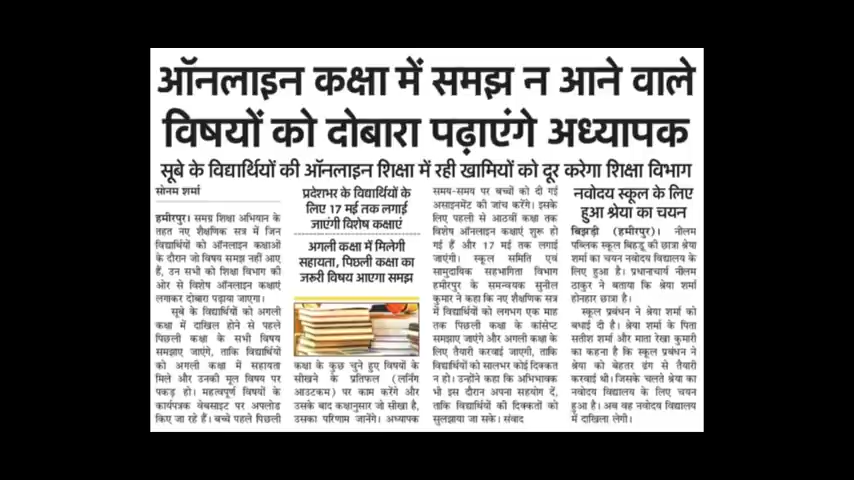 ऑनलाइन कक्षा में समझ न आने वाले
विषयों को दोबारा पढ़ाएंगे अध्यापक
सूबे के विद्यार्थियों की ऑनलाइन शिक्षा में रही खामियों को दूर करेगा शिक्षा विभाग
सोनम शर्मा
हमीरपुर। समग्र शिक्षा अभियान के
तहत नए शैक्षणिक सत्र में जिन
विद्यार्थियों को ऑनलाइन कक्षाओं
के दौरान जो विषय समझ नहीं आए
हैं, उन सभी को शिक्षा विभाग की
ओर से विशेष ऑनलाइन कक्षाएं
लगाकर दोबारा पढ़ाया जाएगा।
सूबे के विद्यार्थियों को अगली
कक्षा में दाखिल होने से पहले
पिछली कक्षा के सभी विषय
समझाए जाएंगे, ताकि विद्यार्थियों
को अगली कक्षा में सहायता
मिले और उनकी मूल विषय पर
पकड़ हो। महत्वपूर्ण विषयों के
कार्यपत्रक वेबसाइट पर अपलोड
किए जा रहे हैं। बच्चे पहले पिछली
प्रदेशभर के विद्यार्थियों के
लिए 17 मई तक लगाई
जाएंगी विशेष कक्षाएं
अगली कक्षा में मिलेगी
सहायता, पिछली कक्षा का
जरूरी विषय आएगा समझ
कक्षा के कुछ चुने हुए विषयों के
सीखने के प्रतिफल (लर्निंग
आउटकम) पर काम करेंगे और
उसके बाद कक्षानुसार जो सीखा है,
उसका परिणाम जानेंगे। अध्यापक
समय-समय पर बच्चों को दी गई
असाइनमेंट की जांच करेंगे। इसके
लिए पहली से आठवीं कक्षा तक
विशेष ऑनलाइन कक्षाएं शुरू हो
गई हैं और 17 मई तक लगाई
जाएंगी। स्कूल समिति एवं
सामुदायिक सहभागिता विभाग
हमीरपुर के समन्वयक सुनील
कुमार ने कहा कि नए शैक्षणिक सत्र
में विद्यार्थियों को लगभग एक माह
तक पिछली कक्षा के कांसेप्ट
समझाए जाएंगे और अगली कक्षा के
लिए तैयारी करवाई जाएगी, ताकि
विद्यार्थियों को सालभर कोई दिक्कत
न हो। उन्होंने कहा कि अभिभावक
भी इस दौरान अपना सहयोग दें,
ताकि विद्यार्थियों की दिक्कतों को
सुलझाया जा सके। संवाद
नवोदय स्कूल के लिए
हुआ श्रेया का चयन
बिझड़ी (हमीरपुर)। नीलम
पब्लिक स्कूल बिहडू की छात्रा श्रेया
शर्मा का चयन नवोदय विद्यालय के
लिए हुआ है। प्रधानाचार्य नीलम
ठाकुर ने बताया कि श्रेया शर्मा
होनहार छात्रा है।
स्कूल प्रबंधन ने श्रेया शर्मा को
बधाई दी है। श्रेया शर्मा के पिता
सतीश शर्मा और माता रेखा कुमारी
का कहना है कि स्कूल प्रबंधन ने
श्रेया को बेहतर ढंग से तैयारी
करवाई थी। जिसके चलते श्रेया का
नवोदय विद्यालय के लिए चयन
हुआ है। अब वह नवोदय विद्यालय
में दाखिला लेगी।